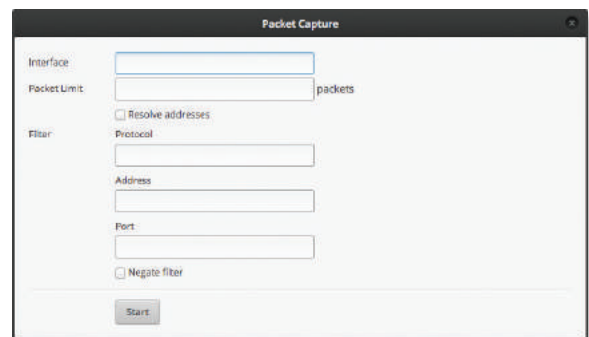 Packet Capture
Interface
Packet Limit packets
Resolve addresses
Filter Protocol
Address
Port
Negate filter
Start